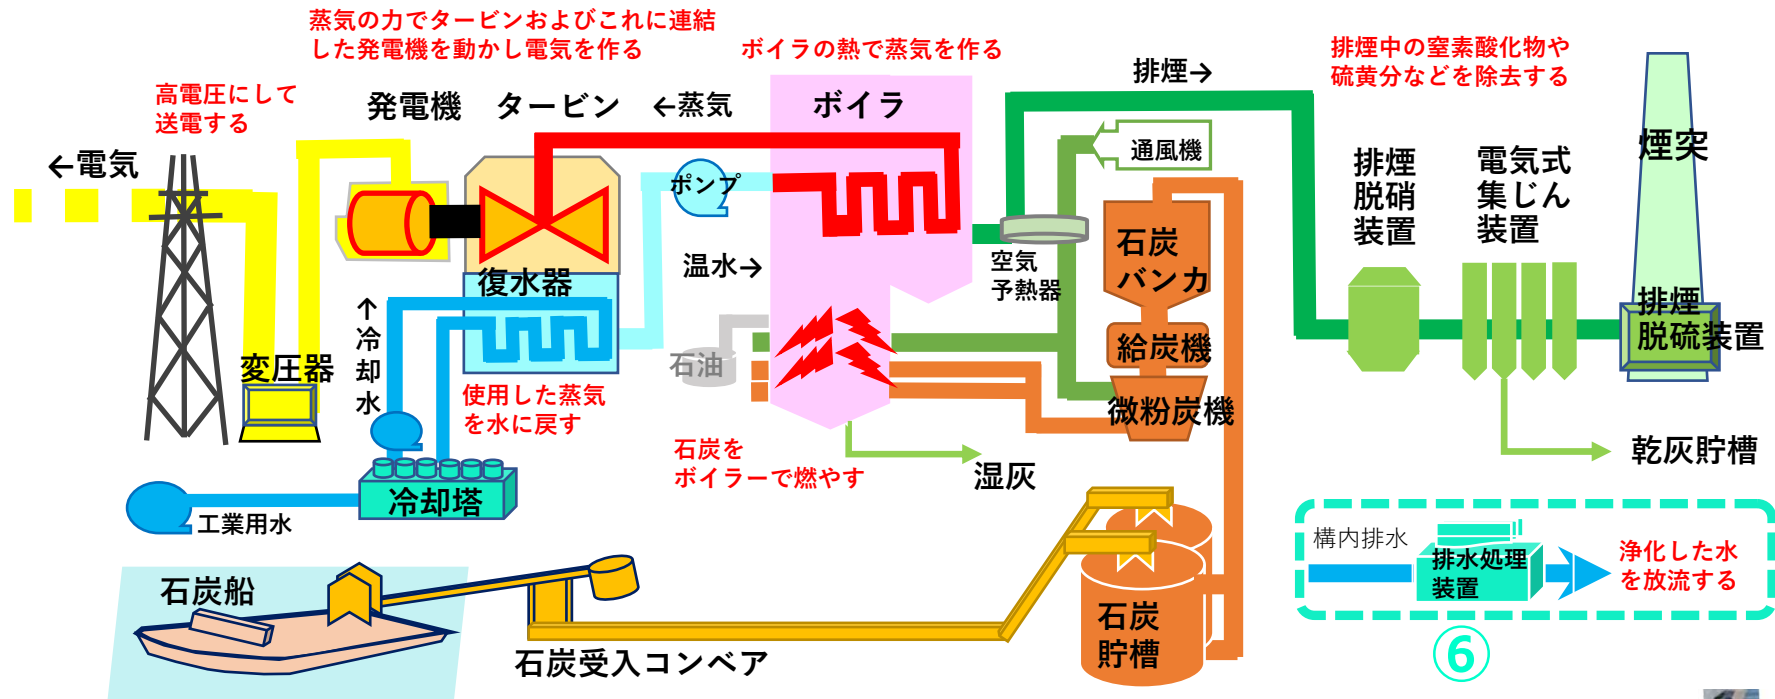 蒸気の力でタービンおよびこれに連結
した発電機を動かし電気を作る
ボイラの熱で蒸気を作る
排煙中の窒素酸化物や
硫黄分などを除去する
高電圧にして
送電する
発電機
タービン
←蒸気
ボイラ
排煙→
←電気
ポンプ
通風機
排煙
脱硝
装置
電気式
集じん
装置
煙突
温水→
空気
予熱器
石炭
バンカ
復水器
↑冷却水
変圧器
石油
給炭機
排煙
脱硫装置
使用した蒸気
を水に戻す
微粉炭機
石炭を
ボイラーで燃やす
湿灰
乾灰貯槽
冷却塔
工業用水
構内排水
排水処理
装置
浄化した水
を放流する
石炭船
石炭受入コンベア
石炭
貯槽
⑥